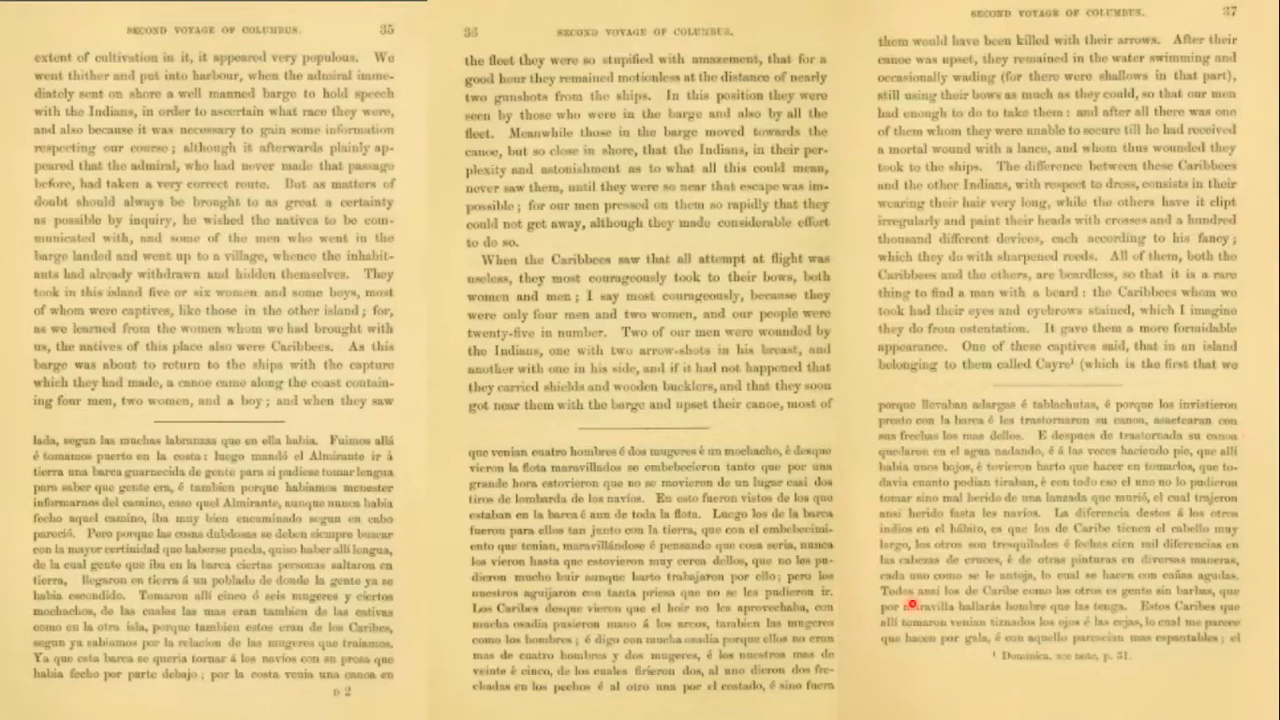 SECOND VOYAGE OF COLUMBUS. 35
extent of cultivation in it, it appeared very populous. We
went thither and put into harbour, when the admiral imme-
diately sent on shore a well manned barge to hold speech
with the Indians, in order to ascertain what race they were,
and also because it was necessary to gain some information
respecting our course; although it afterwards plainly ap-
peared that the admiral, who had never made that passage
before, had taken a very correct route. But as matters of
doubt should always be brought to as great a certainty
as possible by inquiry, he wished the natives to be com-
municated with, and some of the men who went in the
barge landed and went up to a village, whence the inhabit-
ants had already withdrawn and hidden themselves. They
took in this island five or six women and some boys, most
of whom were captives, like those in the other island; for,
as we learned from the women whom we had brought with
us, the natives of this place also were Caribbees. As this
barge was about to return to the ships with the capture
which they had made, a canoe came along the coast contain-
ing four men, two women, and a boy; and when they saw
lada, segun las muchas labranzas que en ella habia. Fuimos allá
é tomamos puerto en la costa: luego mandó el Almirante ir á
tierra una barca guarnecida de gente para si pudiese tomar lengua
para saber que gente era, é tambien porque habiamos menester
informarnos del camino, caso quel Almirante, aunque nunca habia
fecho aquel camino, iba muy bien encaminado segun en cabo
pareció. Pero porque las cosas dubdosas se deben siempre buscar
con la mayor certinidad que haberse pueda, quiso haber allí lengua,
de la cual gente que iba en la barca ciertas personas saltaron en
tierra, llegaron en tierra á un poblado de donde la gente ya se
habia escondido. Tomaron allí cinco ó seis mugeres y ciertos
mochachos, de las cuales las mas eran tambien de las cativas
como en la otra isla, porque tambien estos eran de los Caribes,
segun ya sabiamos por la relacion de las mugeres que traiamos.
Ya que esta barca se queria tornar á los navios con su presa que
habia fecho por parte debajo; por la costa venia una canoa en
D 2
36 SECOND VOYAGE OF COLUMBUS.
the fleet they were so stupified with amazement, that for a
good hour they remained motionless at the distance of nearly
two gunshots from the ships. In this position they were
seen by those who were in the barge and also by all the
fleet. Meanwhile those in the barge moved towards the
canoe, but so close in shore, that the Indians, in their per-
plexity and astonishment as to what all this could mean,
never saw them, until they were so near that escape was im-
possible; for our men pressed on them so rapidly that they
could not get away, although they made considerable effort
to do so.
When the Caribbees saw that all attempt at flight was
useless, they most courageously took to their bows, both
women and men; I say most courageously, because they
were only four men and two women, and our people were
twenty-five in number. Two of our men were wounded by
the Indians, one with two arrow-shots in his breast, and
another with one in his side, and if it had not happened that
they carried shields and wooden bucklers, and that they soon
got near them with the barge and upset their canoe, most of
que venian cuatro hombres é dos mugeres é un mochacho, é desque
vieron la flota maravillados se embebecieron tanto que por una
grande hora estovieron que no se movieron de un lugar casi dos
tiros de lombarda de los navios. En esto fueron vistos de los que
estaban en la barca é aun de toda la flota. Luego los de la barca
fueron para ellos tan junto con la tierra, que con el embebecimi-
ento que tenian, maravillándose é pensando que cosa seria, nunca
los vieron hasta que estovieron muy cerca dellos, que no les pu-
dieron mucho huir aunque harto trabajaron por ello; pero los
nuestros aguijaron con tanta priesa que no se les pudieron ir.
Los Caribes desque vieron que el hoir no les aprovechaba, con
mucha osadia pusieron mano á los arcos, tambien las mugeres
como los hombres; é digo con mucha osadia porque ellos no eran
mas de cuatro hombres y dos mugeres, é los nuestros mas de
veinte é cinco, de los cuales firieron dos, al uno dieron dos fre-
chadas en los pechos é al otro una por el costado, é sino fuera
SECOND VOYAGE OF COLUMBUS. 37
them would have been killed with their arrows. After their
canoe was upset, they remained in the water swimming and
occasionally wading (for there were shallows in that part),
still using their bows as much as they could, so that our men
had enough to do to take them: and after all there was one
of them whom they were unable to secure till he had received
a mortal wound with a lance, and whom thus wounded they
took to the ships. The difference between these Caribbees
and the other Indians, with respect to dress, consists in their
wearing their hair very long, while the others have it clipt
irregularly and paint their heads with crosses and a hundred
thousand different devices, each according to his fancy;
which they do with sharpened reeds. All of them, both the
Caribbees and the others, are beardless, so that it is a rare
thing to find a man with a beard: the Caribbees whom we
took had their eyes and eyebrows stained, which I imagine
they do from ostentation. It gave them a more formidable
appearance. One of these captives said, that in an island
belonging to them called Cayre¹ (which is the first that we
porque llevaban adargas é tablachutas, é porque los invistieron
presto con la barca é les trastornaron su canoa, asaetearan con
sus frechas los mas dellos. E despues de trastornada su canoa
quedaron en el agua nadando, é á las veces haciendo pie, que allí
habia unos bajos, é tovieron harto que hacer en tomarlos, que to-
davia cuanto podian tiraban, é con todo eso el uno no lo pudieron
tomar sino mal herido de una lanzada que murió, el cual trajeron
ansi herido fasta los navios. La diferencia destos á los otros
indios en el hábito, es que los de Caribe tienen el cabello muy
largo, los otros son tresquilados é fechas cien mil diferencias en
las cabezas de cruces, é de otras pinturas en diversas maneras,
cada uno como se le antoja, lo cual se hacen con cañas agudas.
Todos ansi los de Caribe como los otros es gente sin barbas, que
por maravilla hallarás hombre que las tenga. Estos Caribes que
allí tomaron venian tiznados los ojos é las cejas, lo cual me parece
que hacen por gala, é con aquello parescian mas espantables; el
¹ Dominica, see note, p. 31.